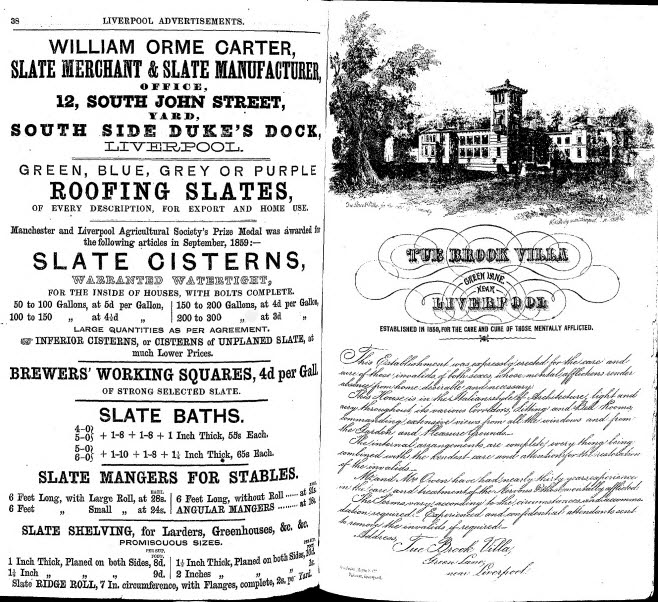 38 LIVERPOOL ADVERTISEMENTS.
WILLIAM ORME CARTER,
SLATE MERCHANT & SLATE MANUFACTURER,
OFFICE,
12, SOUTH JOHN STREET,
YARD,
SOUTH SIDE DUKE'S DOCK,
LIVERPOOL.
GREEN, BLUE, GREY OR PURPLE
ROOFING SLATES,
OF EVERY DESCRIPTION, FOR EXPORT AND HOME USE.
Manchester and Liverpool Agricultural Society's Prize Medal was awarded for
the following articles in September, 1859:—
SLATE CISTERNS,
WARRANTED WATERTIGHT,
FOR THE INSIDE OF HOUSES, WITH BOLTS COMPLETE.
50 to 100 Gallons, at 5d per Gallon, | 150 to 200 Gallons, at 4d per Gallon,
100 to 150 „ at 4½d „ | 200 to 300 „ at 3d „
LARGE QUANTITIES AS PER AGREEMENT.
☞ INFERIOR CISTERNS, or CISTERNS of UNPLANED SLATE, at
much Lower Prices.
BREWERS' WORKING SQUARES, 4d per Gall.
OF STRONG SELECTED SLATE.
SLATE BATHS.
4–0
5–0 } + 1–8 + 1–8 + 1 Inch Thick, 55s Each.
5–0
6–0 } + 1–10 + 1–8 + 1¼ Inch Thick, 65s Each.
SLATE MANGERS FOR STABLES.
6 Feet Long, with Large Roll, at 28s. | 6 Feet Long, without Roll ...... at
6 Feet „ Small „ at 24s. | ANGULAR MANGERS ...... at
SLATE SHELVING, for Larders, Greenhouses, &c. &c.
PROMISCUOUS SIZES.
1 Inch Thick, Planed on both Sides, 8d. | 1½ Inch Thick, Planed on both Sides,
1¼ Inch „ „ „ 9d. | 2 Inches „ „ „
Slate RIDGE ROLL, 7 In. circumference, with Flanges, complete, 2s. per Yard.
TUE BROOK VILLA
GREEN LANE
NEAR
LIVERPOOL
ESTABLISHED IN 1859, FOR THE CARE AND CURE OF THOSE MENTALLY AFFLICTED.
This Establishment was expressly erected for the care and
cure of those invalids of both sexes whose mental afflictions render
absence from home desirable and necessary.
This House is in the Italian style of Architecture, light and
airy throughout its various Corridors, Sitting and Bed Rooms,
commanding extensive views from all the windows and from
the Garden and Pleasure Grounds.
The internal arrangements are complete, every thing being
combined with the kindest care and attention for the restoration
of the invalids.
Mr. and Mrs. Owen have had nearly thirty years experience
in the care and treatment of the Nervous & Mentally afflicted
The Terms vary according to the circumstances and accommo
dation required. Experienced and confidential attendants sent
to remove the invalids if required.
Address,
Tue Brook Villa,
Green Lane,
near Liverpool.